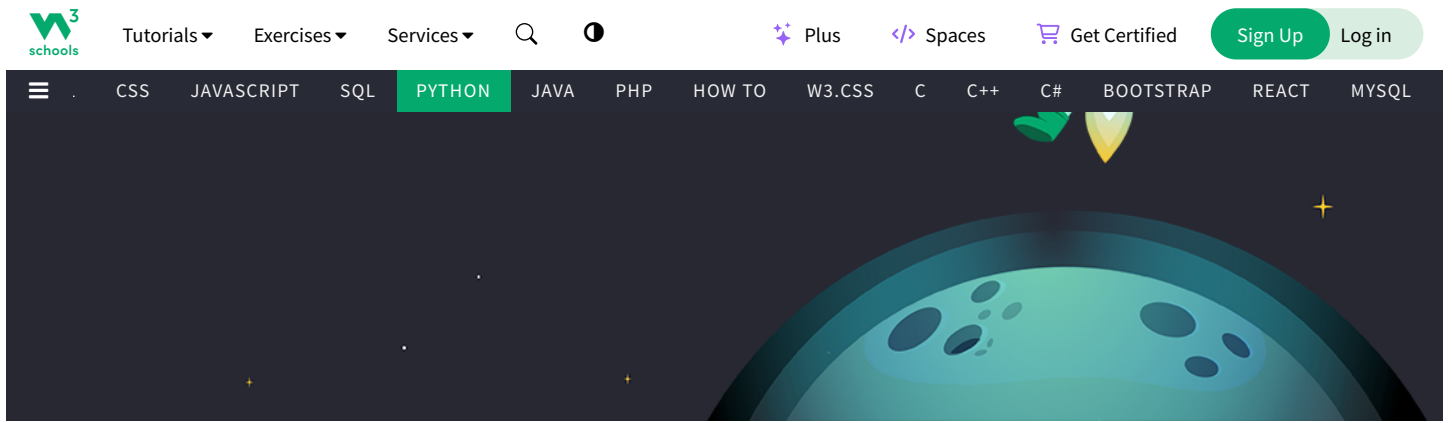 W3 schools Tutorials Exercises Services Plus Spaces Get Certified Sign Up Log in
. CSS JAVASCRIPT SQL PYTHON JAVA PHP HOW TO W3.CSS C C++ C# BOOTSTRAP REACT MYSQL